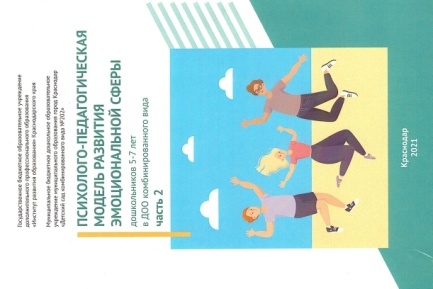 Государственное бюджетное образовательное учреждение
дополнительного профессионального образования
«Институт развития образования» Краснодарского края
Муниципальное бюджетное дошкольное образовательное
учреждение муниципального образования город Краснодар
«Детский сад комбинированного вида №202»
ПСИХОЛОГО-ПЕДАГОГИЧЕСКАЯ
МОДЕЛЬ РАЗВИТИЯ
ЭМОЦИОНАЛЬНОЙ СФЕРЫ
дошкольников 5-7 лет
в ДОО комбинированного вида
часть 2
Краснодар
2021